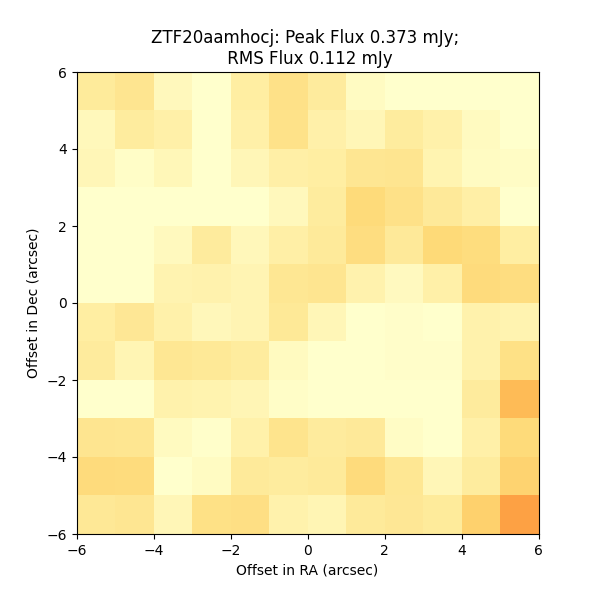 ZTF20aamhocj: Peak Flux 0.373 mJy;
RMS Flux 0.112 mJy
6
4
2
0
−2
−4
−6
Offset in Dec (arcsec)
−6 −4 −2 0 2 4 6
Offset in RA (arcsec)